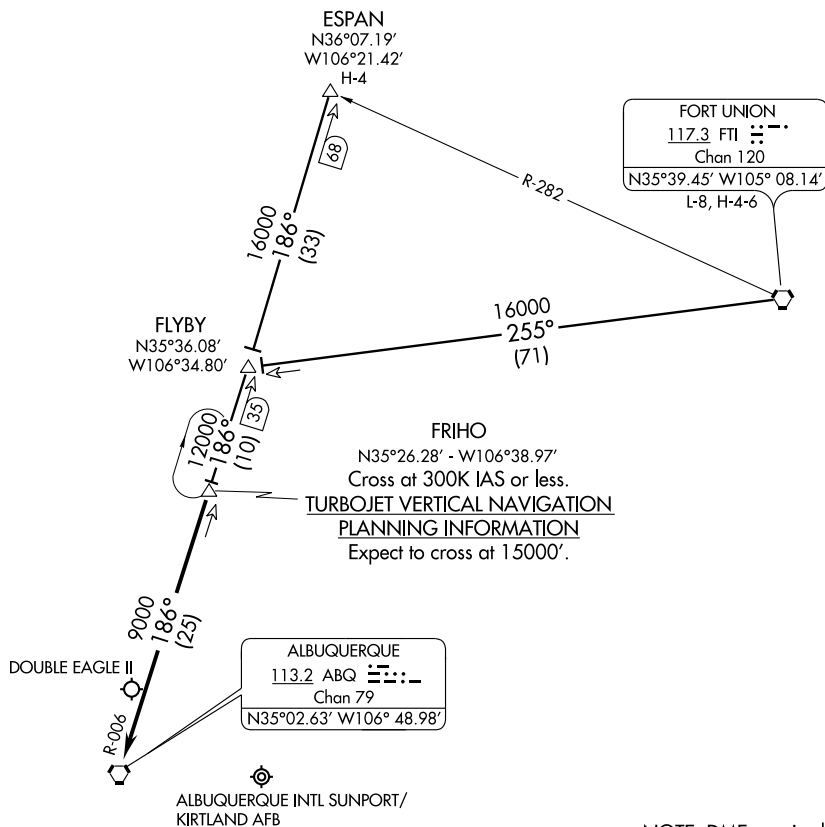 ESPAN
N36°07.19′
W106°21.42′
H-4
FORT UNION
117.3 FTI
Chan 120
N35°39.45′ W105° 08.14′
L-8, H-4-6
68
R-282
16000
186°
(33)
16000
255°
(71)
FLYBY
N35°36.08′
W106°34.80′
35
12000
186°
(10)
FRIHO
N35°26.28′ - W106°38.97′
Cross at 300K IAS or less.
TURBOJET VERTICAL NAVIGATION
PLANNING INFORMATION
Expect to cross at 15000′.
9000
186°
(25)
DOUBLE EAGLE II
R-006
ALBUQUERQUE
113.2 ABQ
Chan 79
N35°02.63′ W106° 48.98′
ALBUQUERQUE INTL SUNPORT/
KIRTLAND AFB